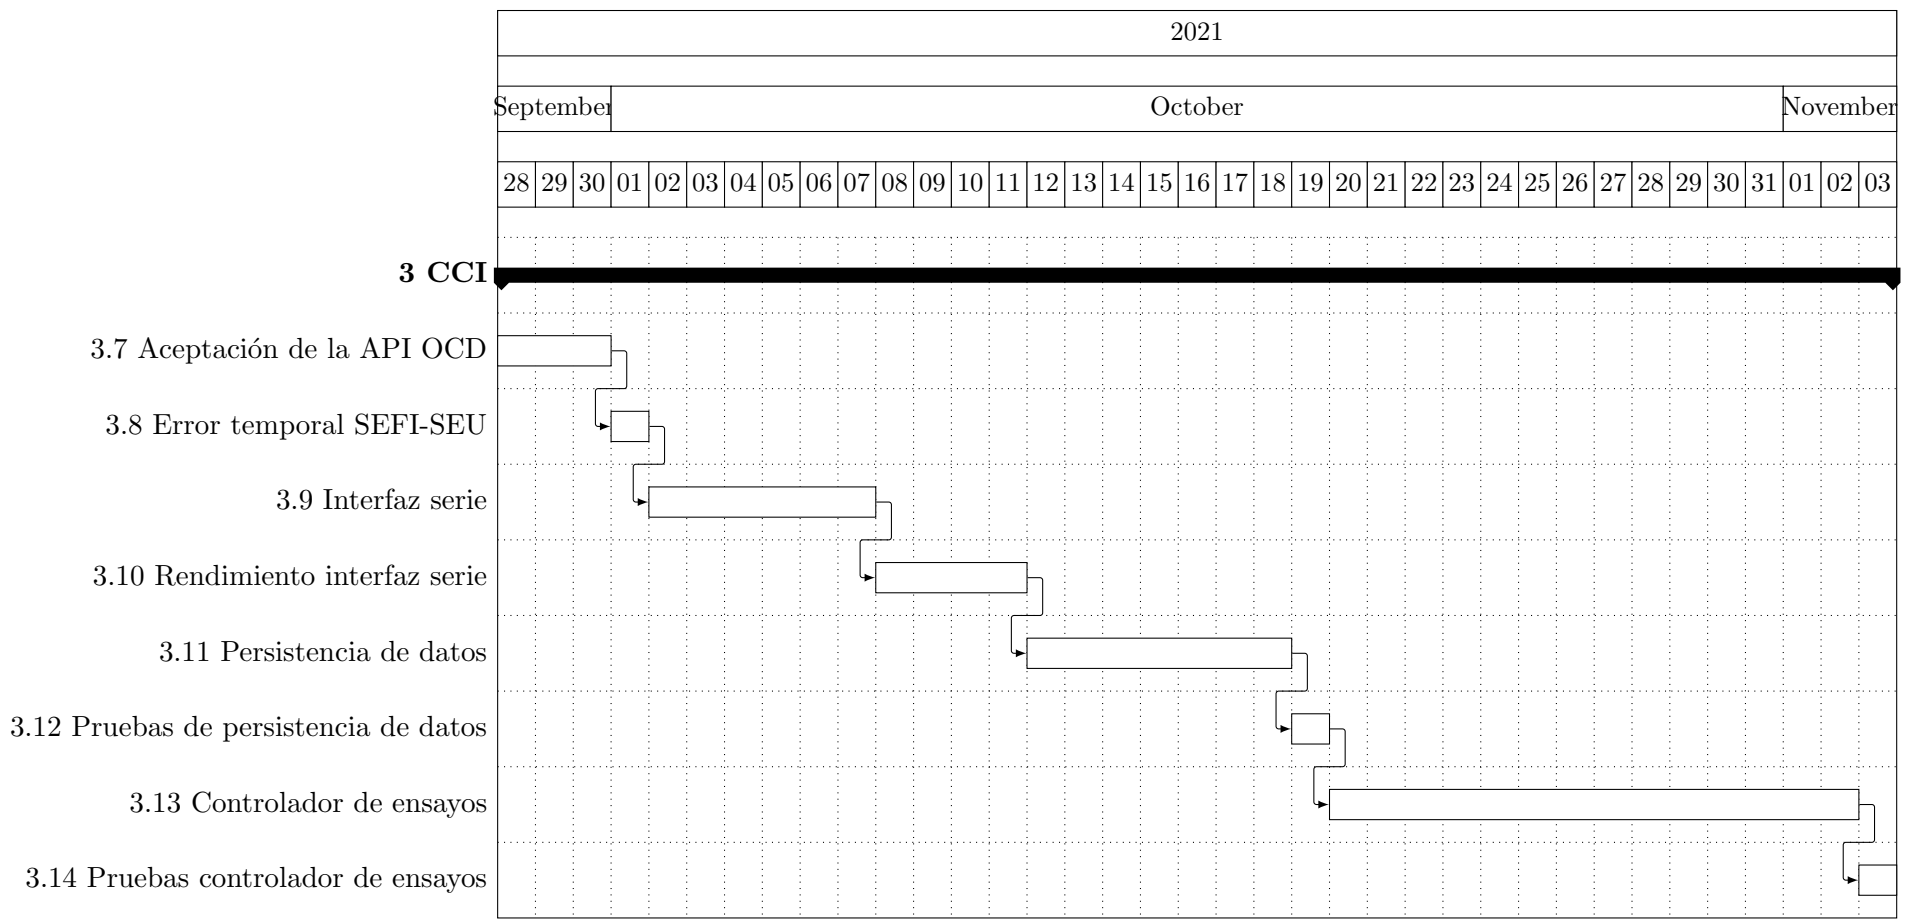 2021
September October November
28 29 30 01 02 03 04 05 06 07 08 09 10 11 12 13 14 15 16 17 18 19 20 21 22 23 24 25 26 27 28 29 30 31 01 02 03
3 CCI
3.7 Aceptación de la API OCD
3.8 Error temporal SEFI-SEU
3.9 Interfaz serie
3.10 Rendimiento interfaz serie
3.11 Persistencia de datos
3.12 Pruebas de persistencia de datos
3.13 Controlador de ensayos
3.14 Pruebas controlador de ensayos